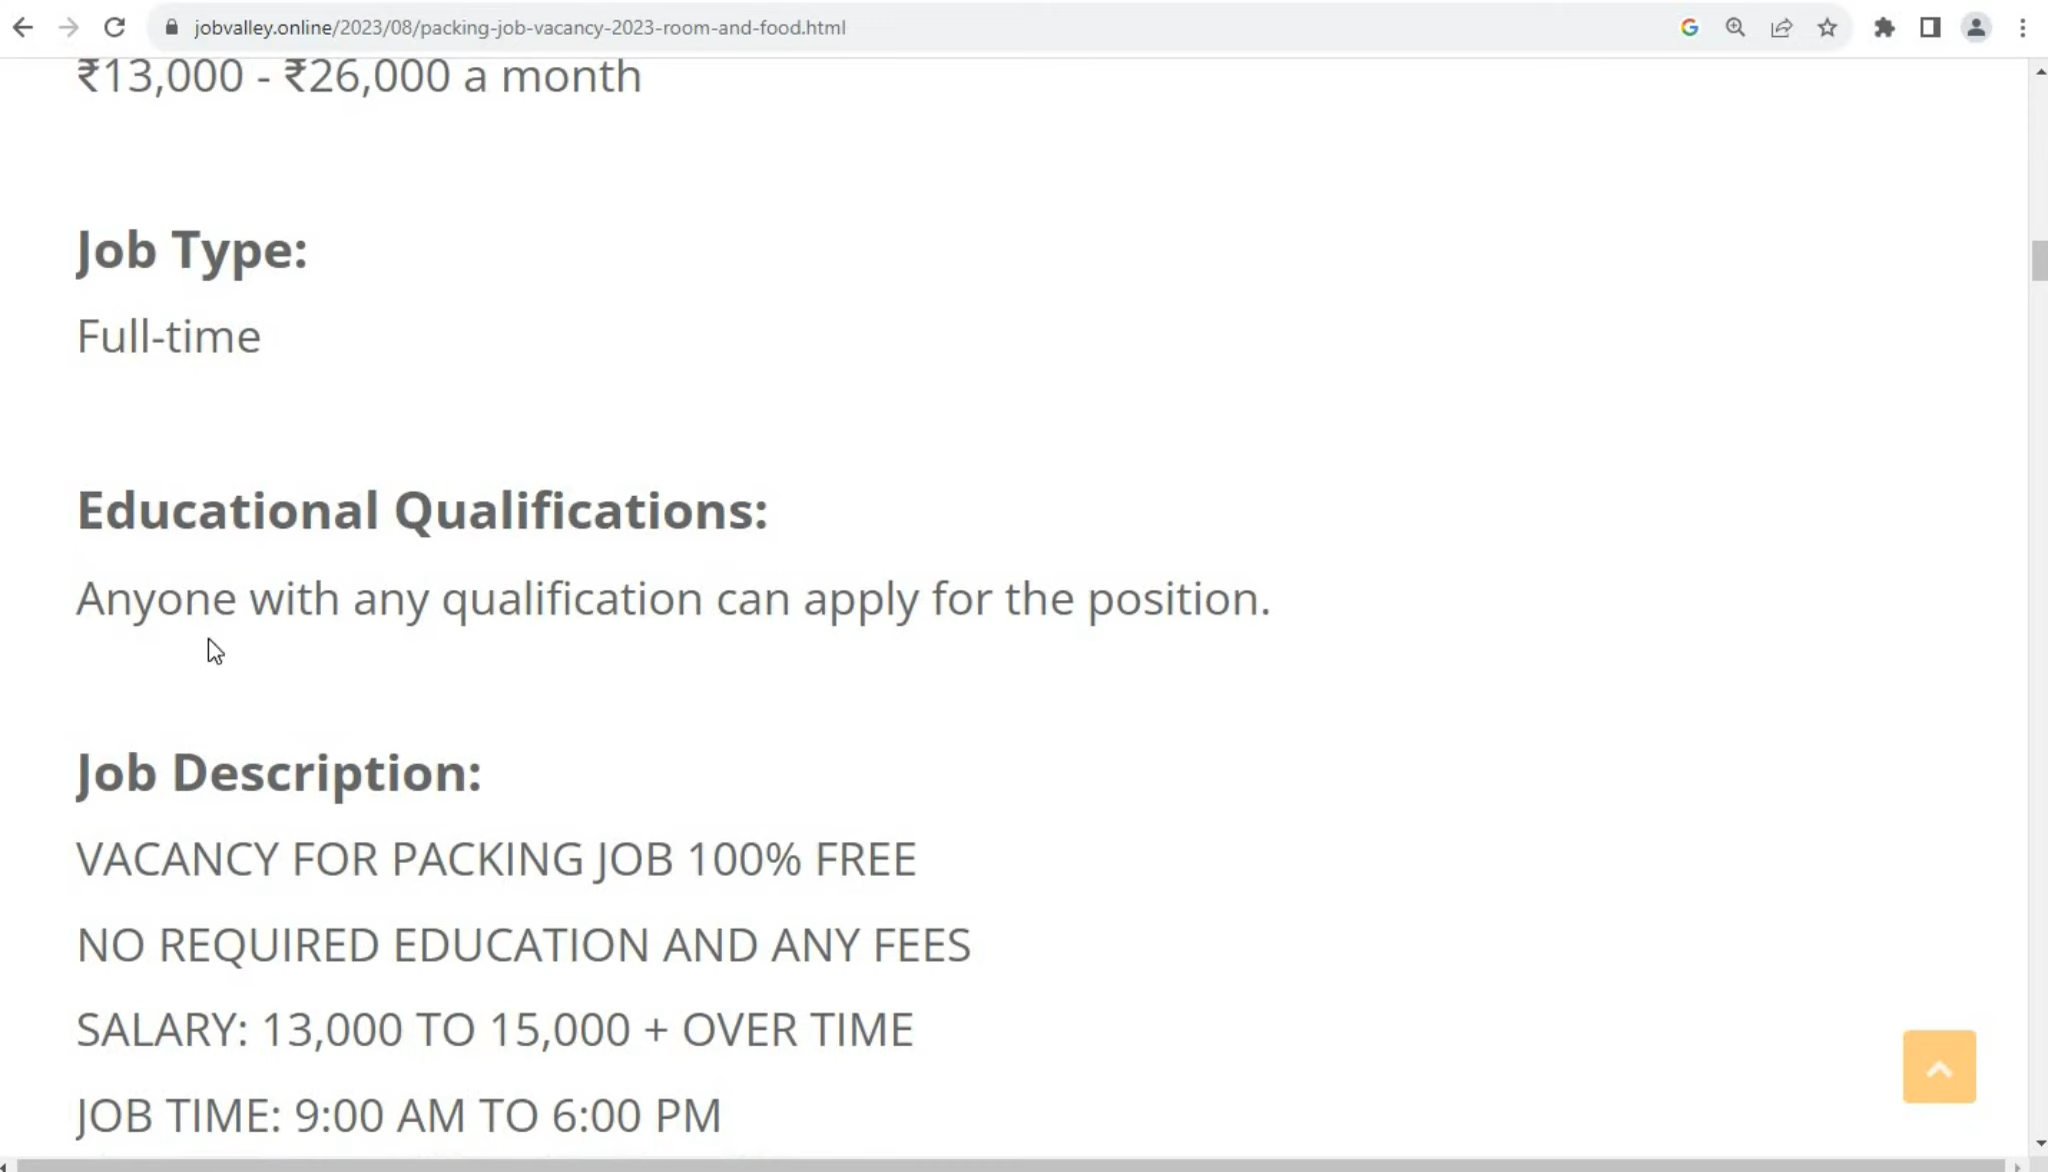 jobvalley.online/2023/08/packing-job-vacancy-2023-room-and-food.html
₹13,000 - ₹26,000 a month
Job Type:
Full-time
Educational Qualifications:
Anyone with any qualification can apply for the position.
Job Description:
VACANCY FOR PACKING JOB 100% FREE
NO REQUIRED EDUCATION AND ANY FEES
SALARY: 13,000 TO 15,000 + OVER TIME
JOB TIME: 9:00 AM TO 6:00 PM